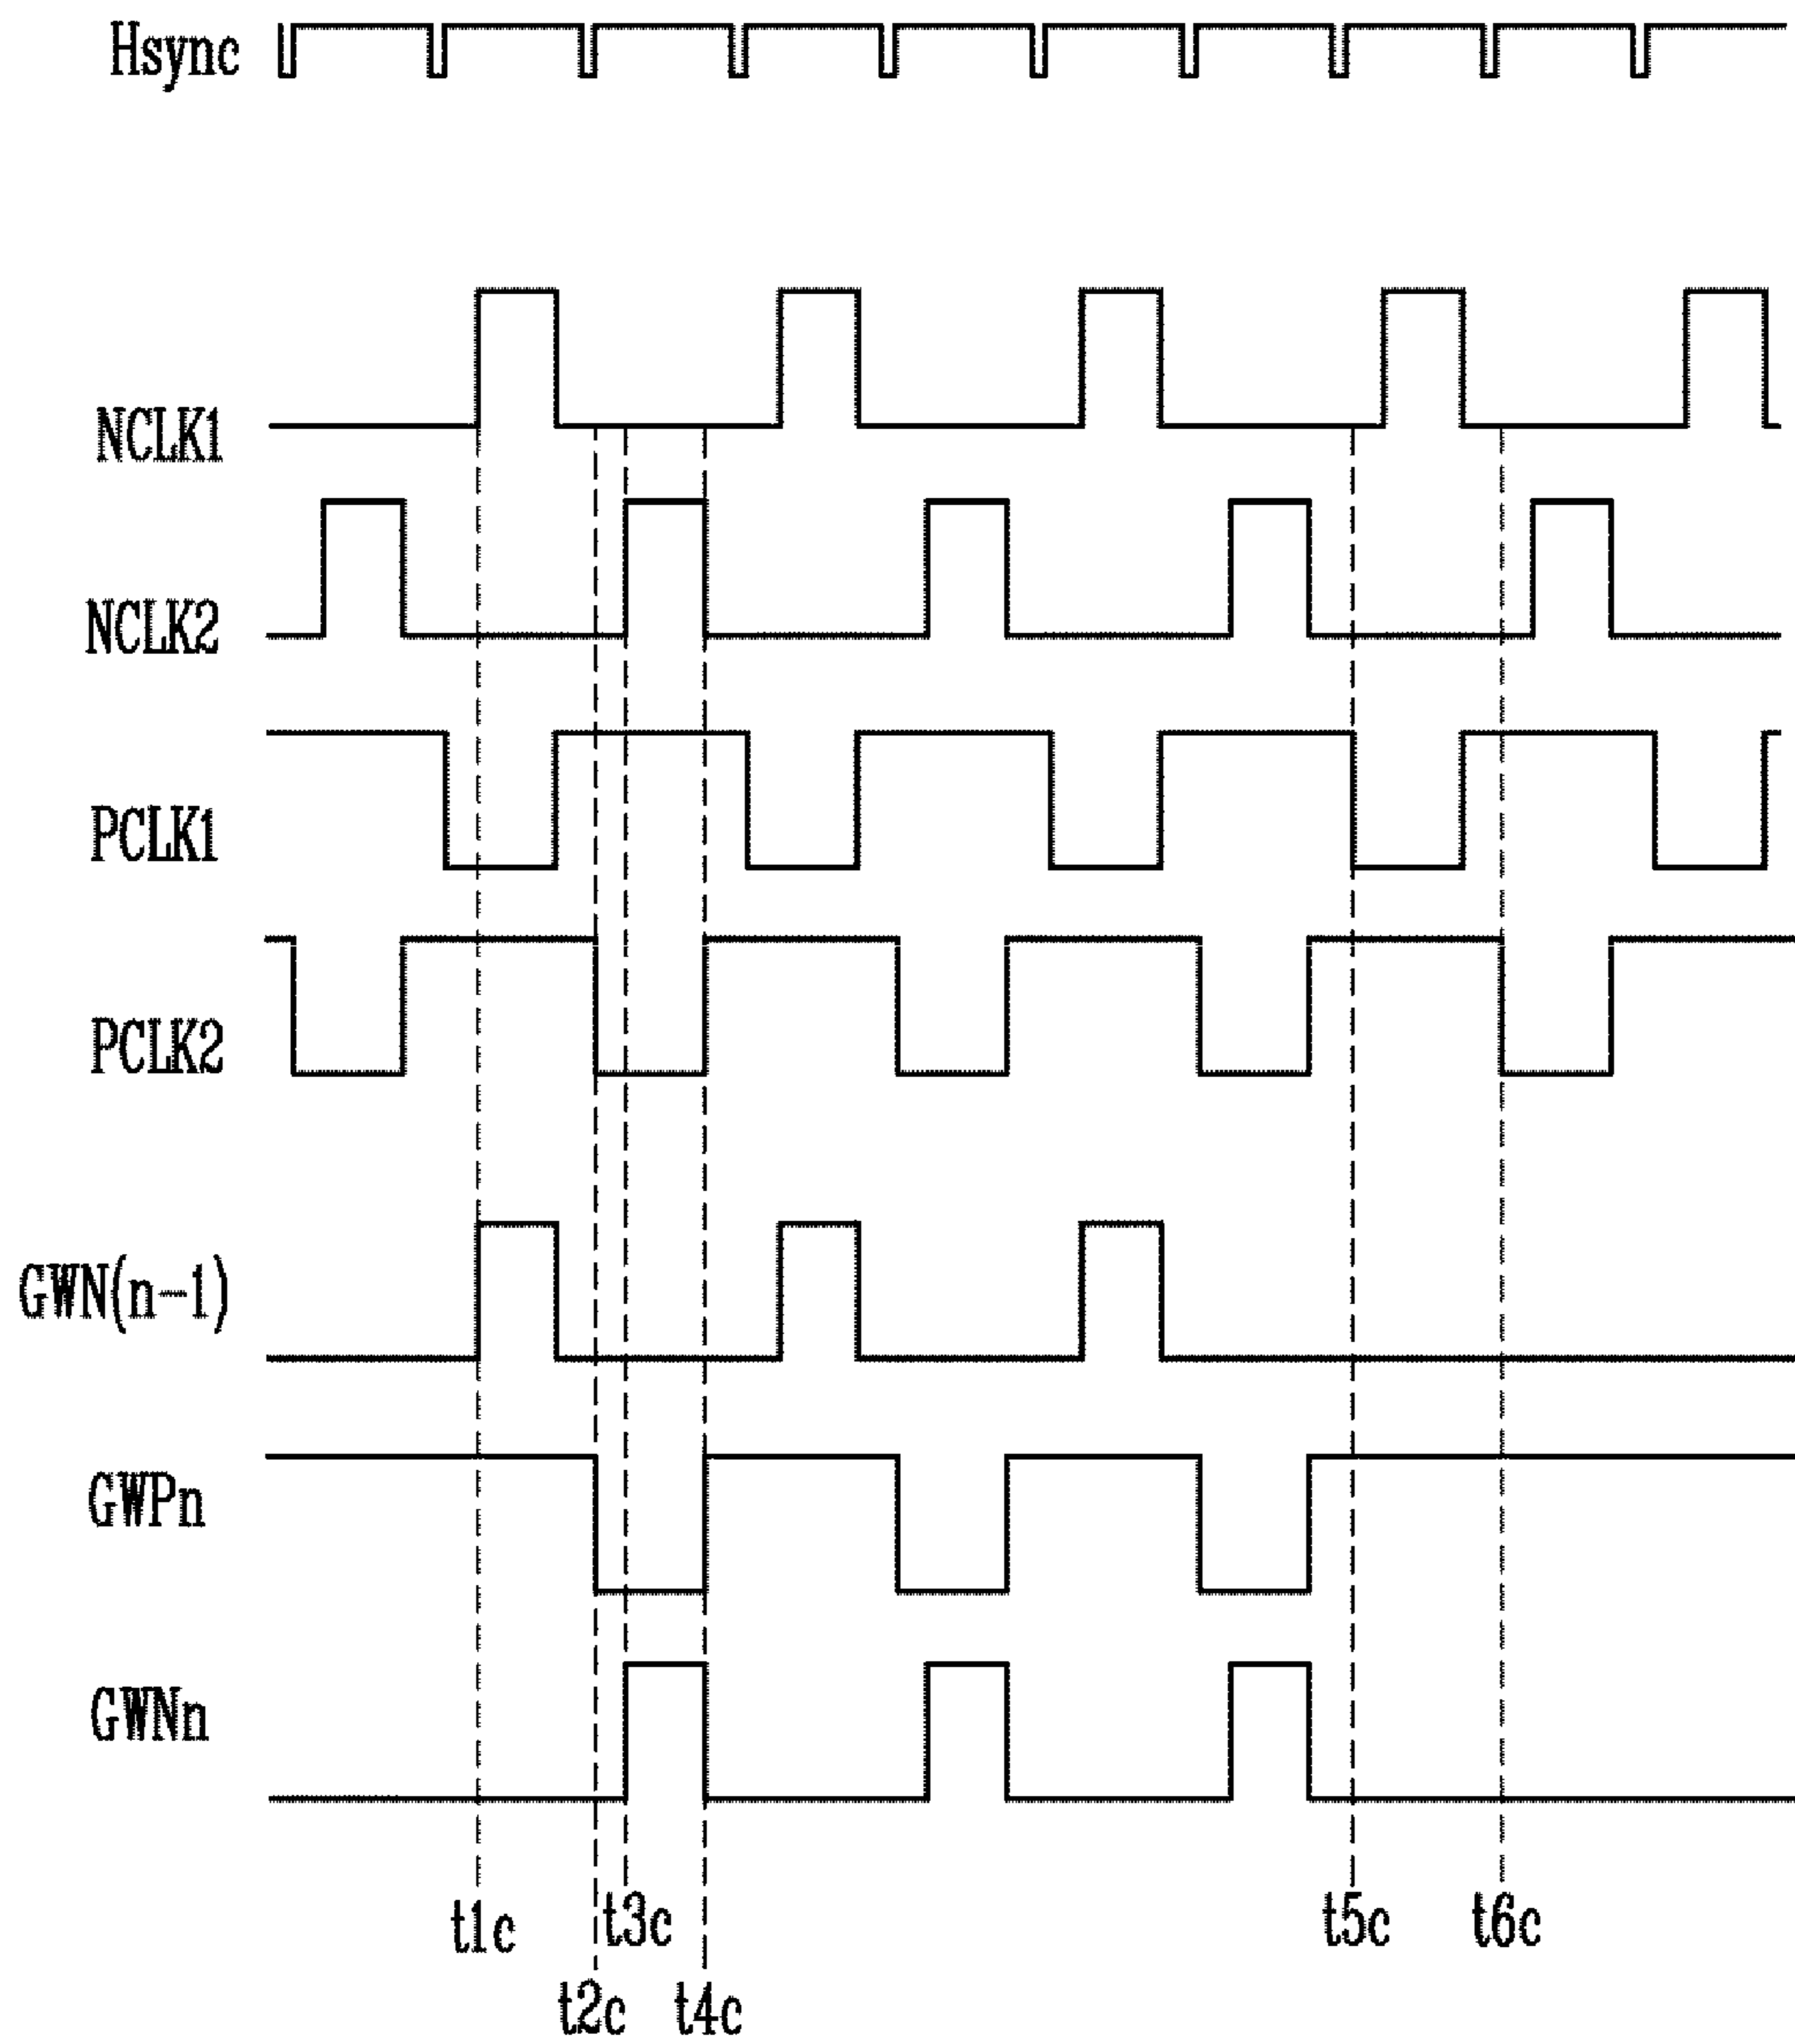 Hsync
NCLK1
NCLK2
PCLK1
PCLK2
GWN(n-1)
GWPn
GWNn
t1c
t3c
t5c
t6c
t2c
t4c